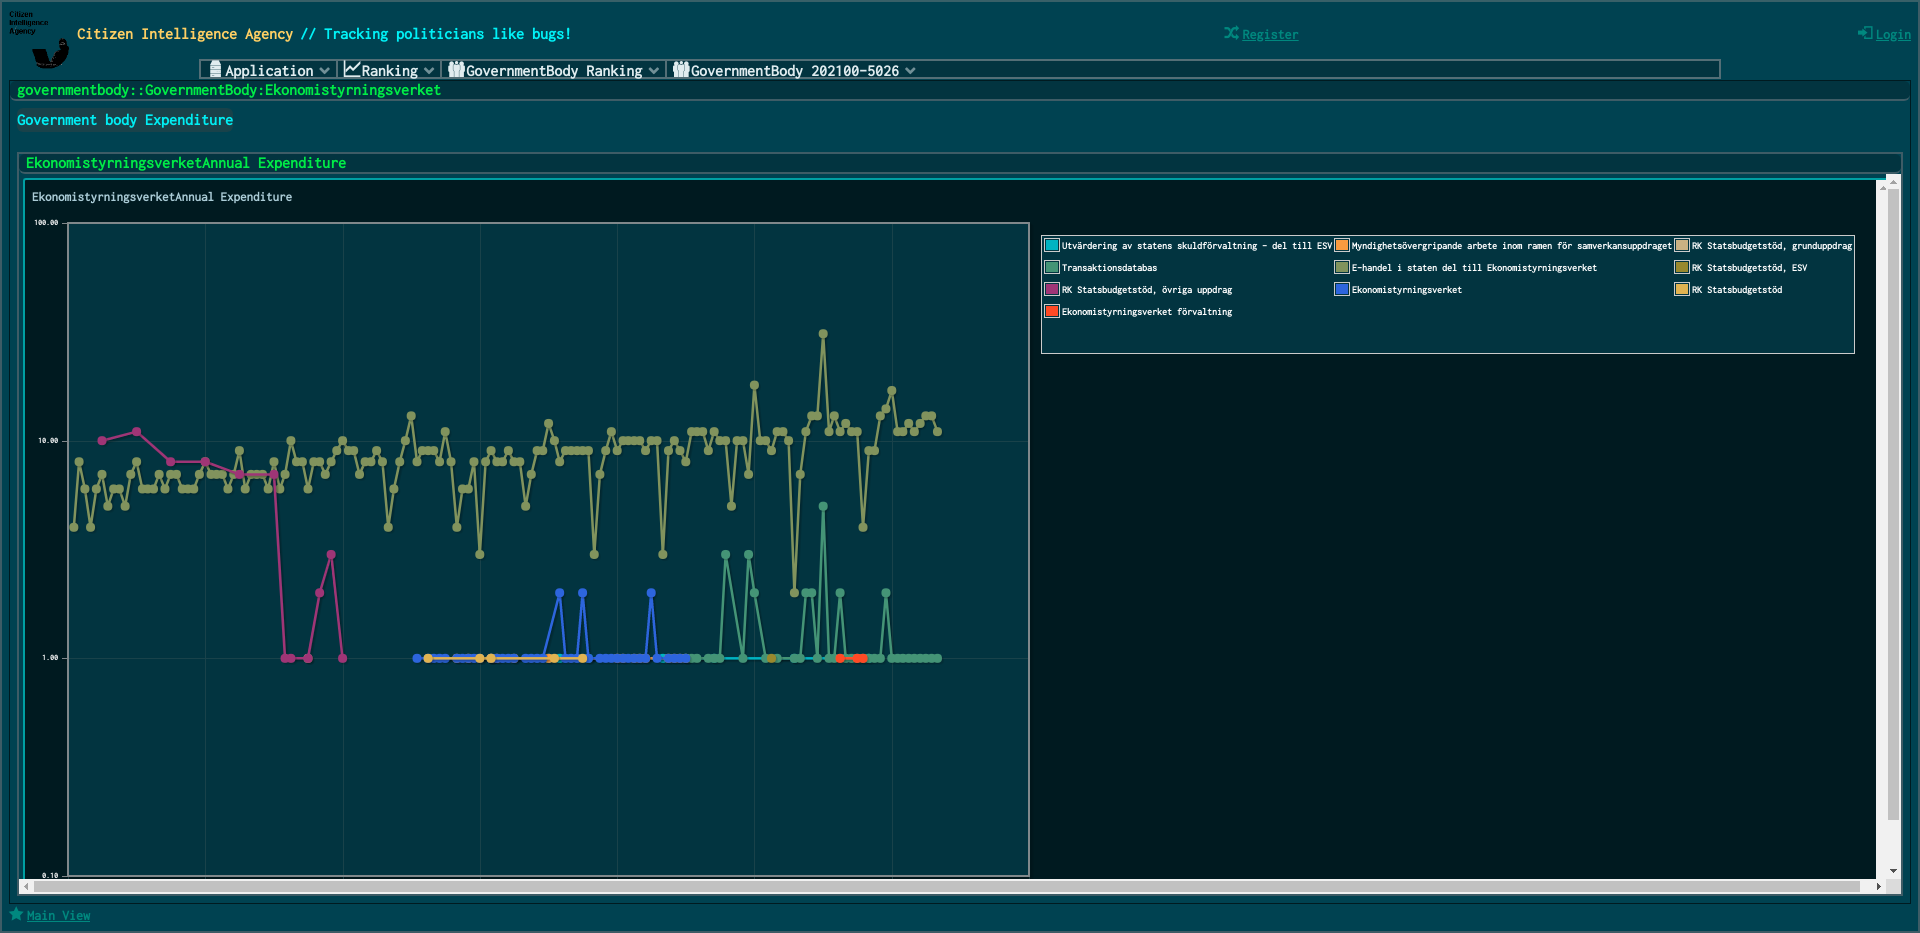 Citizen
Intelligence
Agency
Citizen Intelligence Agency // Tracking politicians like bugs!
Register
Login
Application
Ranking
GovernmentBody Ranking
GovernmentBody 202100-5026
governmentbody::GovernmentBody:Ekonomistyrningsverket
Government body Expenditure
EkonomistyrningsverketAnnual Expenditure
EkonomistyrningsverketAnnual Expenditure
100.00
10.00
1.00
0.10
Utvärdering av statens skuldförvaltning - del till ESV
Myndighetsövergripande arbete inom ramen för samverkansuppdraget
RK Statsbudgetstöd, grunduppdrag
Transaktionsdatabas
E-handel i staten del till Ekonomistyrningsverket
RK Statsbudgetstöd, ESV
RK Statsbudgetstöd, övriga uppdrag
Ekonomistyrningsverket
RK Statsbudgetstöd
Ekonomistyrningsverket förvaltning
Main View